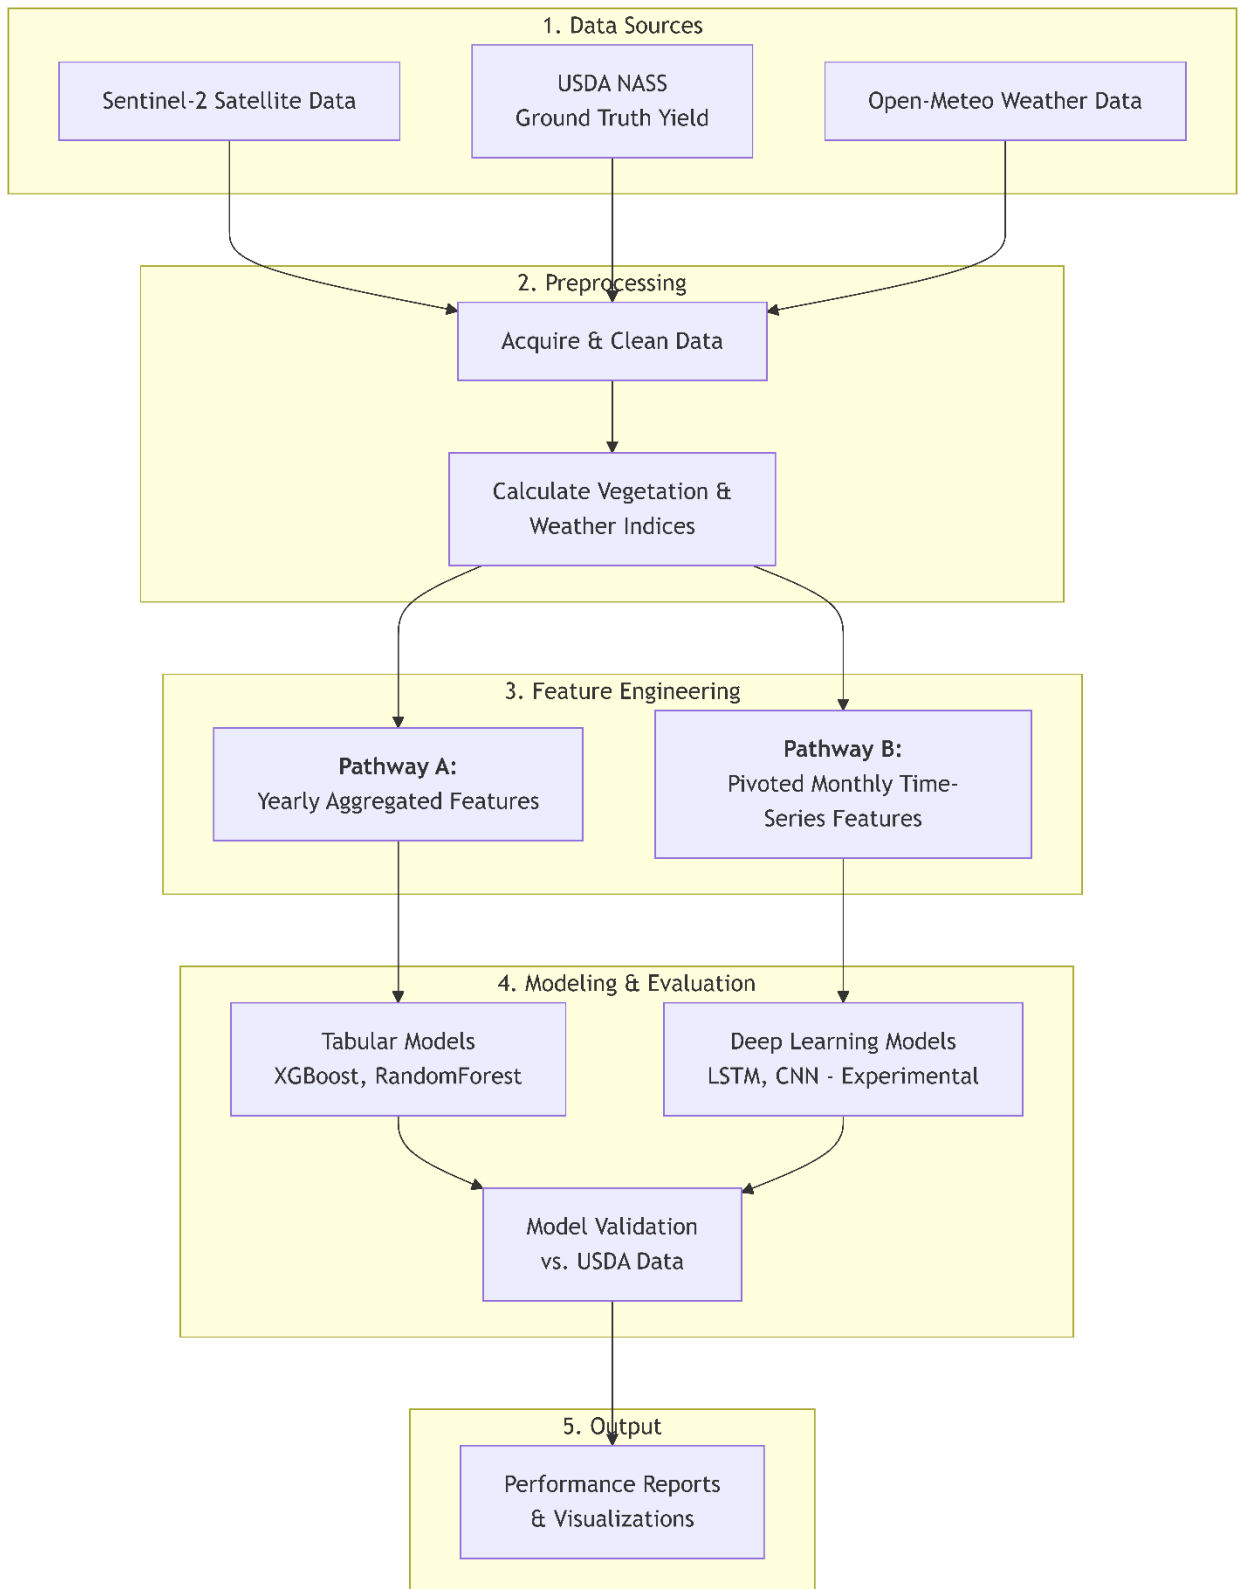 1. Data Sources
Sentinel-2 Satellite Data
USDA NASS
Ground Truth Yield
Open-Meteo Weather Data
2. Preprocessing
Acquire & Clean Data
Calculate Vegetation &
Weather Indices
3. Feature Engineering
Pathway A:
Yearly Aggregated Features
Pathway B:
Pivoted Monthly Time-
Series Features
4. Modeling & Evaluation
Tabular Models
XGBoost, RandomForest
Deep Learning Models
LSTM, CNN - Experimental
Model Validation
vs. USDA Data
5. Output
Performance Reports
& Visualizations